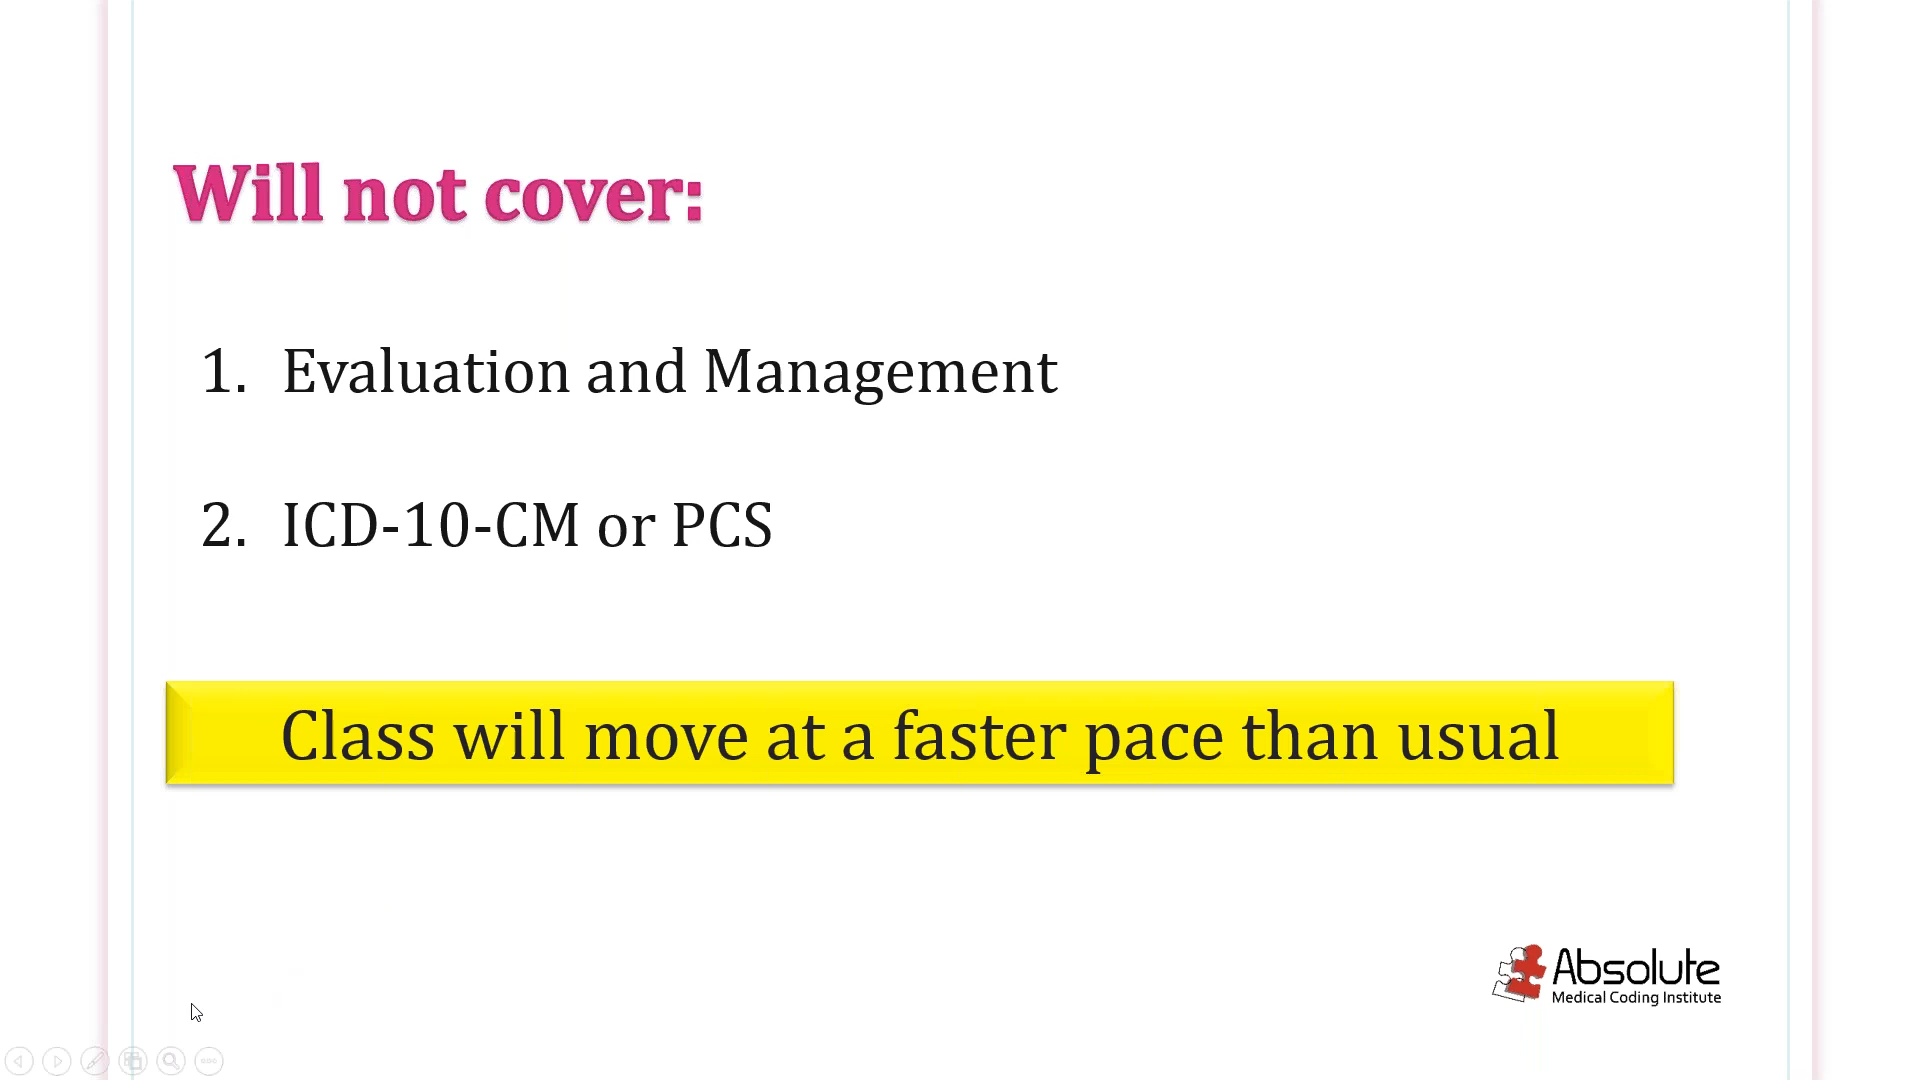 Will not cover:
1. Evaluation and Management
2. ICD-10-CM or PCS
Class will move at a faster pace than usual
Absolute
Medical Coding Institute